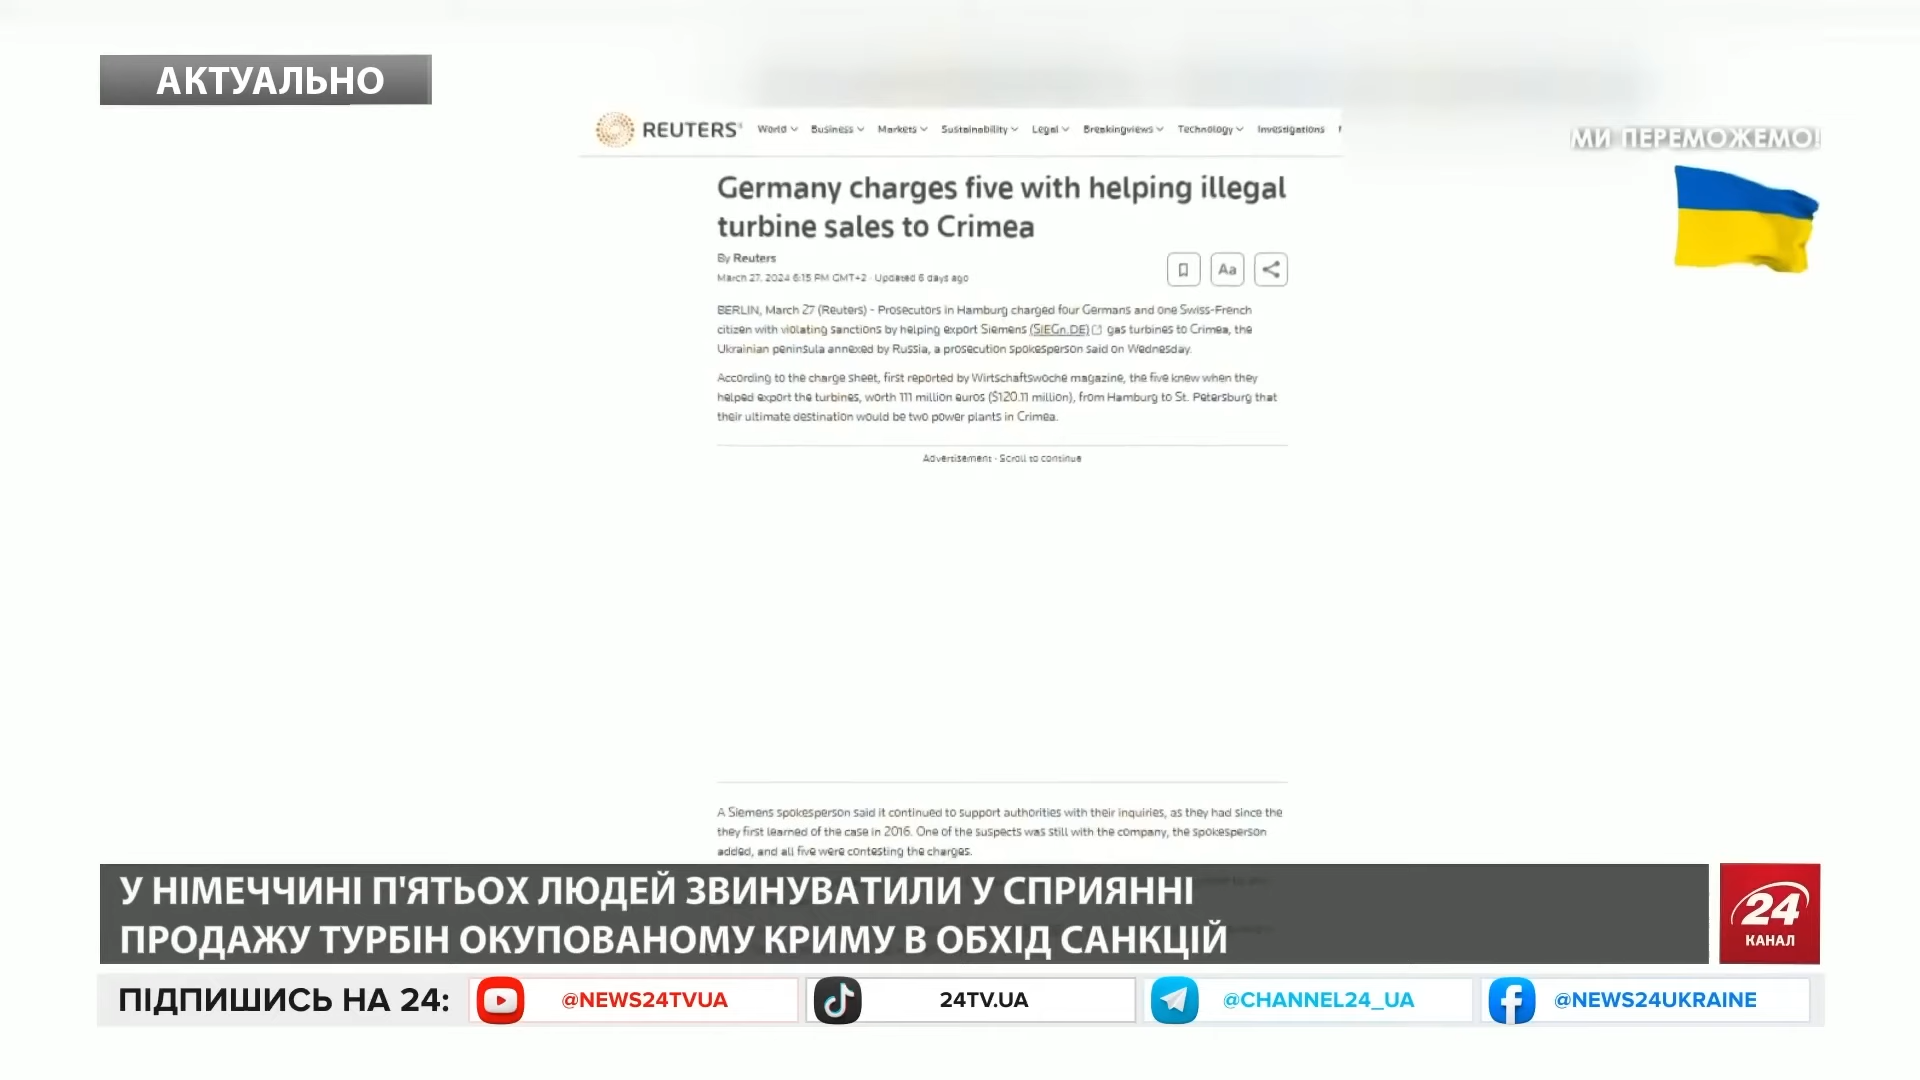 АКТУАЛЬНО
REUTERS
World Business Markets Sustainability Legal Breakingviews Technology Investigations
МИ ПЕРЕМОЖЕМО!
Germany charges five with helping illegal
turbine sales to Crimea
By Reuters
March 27, 2024 6:15 PM GMT+2 · Updated 6 days ago
Aa
BERLIN, March 27 (Reuters) - Prosecutors in Hamburg charged four Germans and one Swiss-French
citizen with violating sanctions by helping export Siemens (SIEGn.DE) gas turbines to Crimea, the
Ukrainian peninsula annexed by Russia, a prosecution spokesperson said on Wednesday.
According to the charge sheet, first reported by Wirtschaftswoche magazine, the five knew when they
helped export the turbines, worth 111 million euros ($120.11 million), from Hamburg to St. Petersburg that
their ultimate destination would be two power plants in Crimea.
Advertisement · Scroll to continue
A Siemens spokesperson said it continued to support authorities with their inquiries, as they had since the
they first learned of the case in 2016. One of the suspects was still with the company, the spokesperson
added, and all five were contesting the charges.
У НІМЕЧЧИНІ П'ЯТЬОХ ЛЮДЕЙ ЗВИНУВАТИЛИ У СПРИЯННІ
ПРОДАЖУ ТУРБІН ОКУПОВАНОМУ КРИМУ В ОБХІД САНКЦІЙ
24
КАНАЛ
ПІДПИШИСЬ НА 24:
@NEWS24TVUA
24TV.UA
@CHANNEL24_UA
@NEWS24UKRAINE